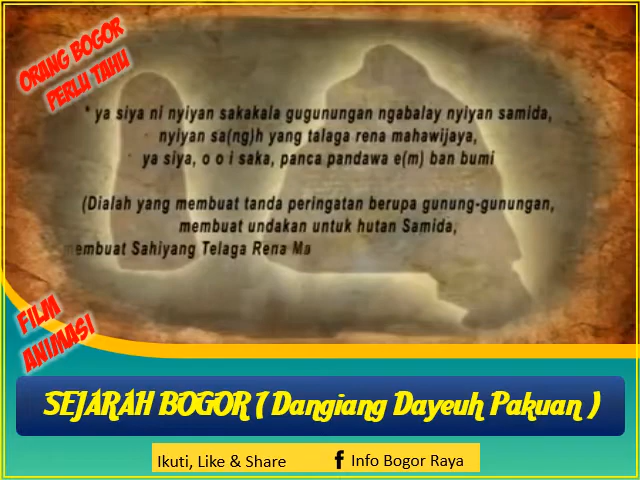 ORANG BOGOR
PERLU TAHU
* ya siya ni nyiyan sakakala gugunungan ngabalay nyiyan samida,
nyiyan sa(ng)h yang talaga rena mahawijaya,
ya siya, o o i saka, panca pandawa e(m) ban bumi
(Dialah yang membuat tanda peringatan berupa gunung-gunungan,
membuat undakan untuk hutan Samida,
membuat Sahiyang Telaga Rena Ma
FILM
ANIMASI
SEJARAH BOGOR ( Dangiang Dayeuh Pakuan )
Ikuti, Like & Share
f Info Bogor Raya